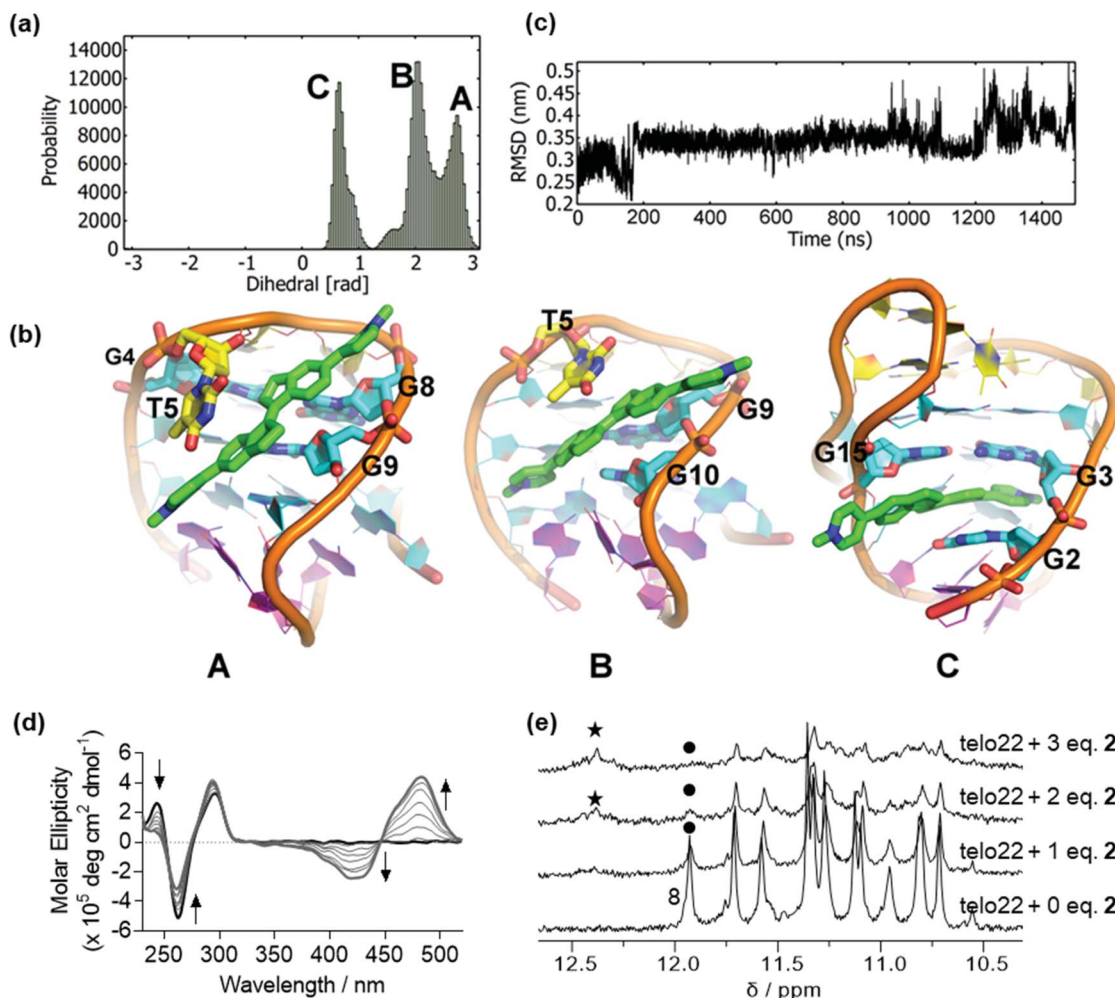 (a)
14000
12000
10000
8000
6000
4000
2000
0
Probability
C
B
A
-3 -2 -1 0 1 2 3
Dihedral [rad]
(c)
0.5
0.45
0.4
0.35
0.3
0.25
0.2
RMSD (nm)
0 200 400 600 800 1000 1200 1400
Time (ns)
(b)
G4
T5
G8
G9
A
T5
G9
G10
B
G15
G3
G2
C
(d)
6
4
2
0
-2
-4
-6
Molar Ellipticity
(x 10⁵ deg cm² dmol⁻¹)
250 300 350 400 450 500
Wavelength / nm
(e)
telo22 + 3 eq. 2
telo22 + 2 eq. 2
telo22 + 1 eq. 2
8
telo22 + 0 eq. 2
12.5 12.0 11.5 11.0 10.5
δ / ppm